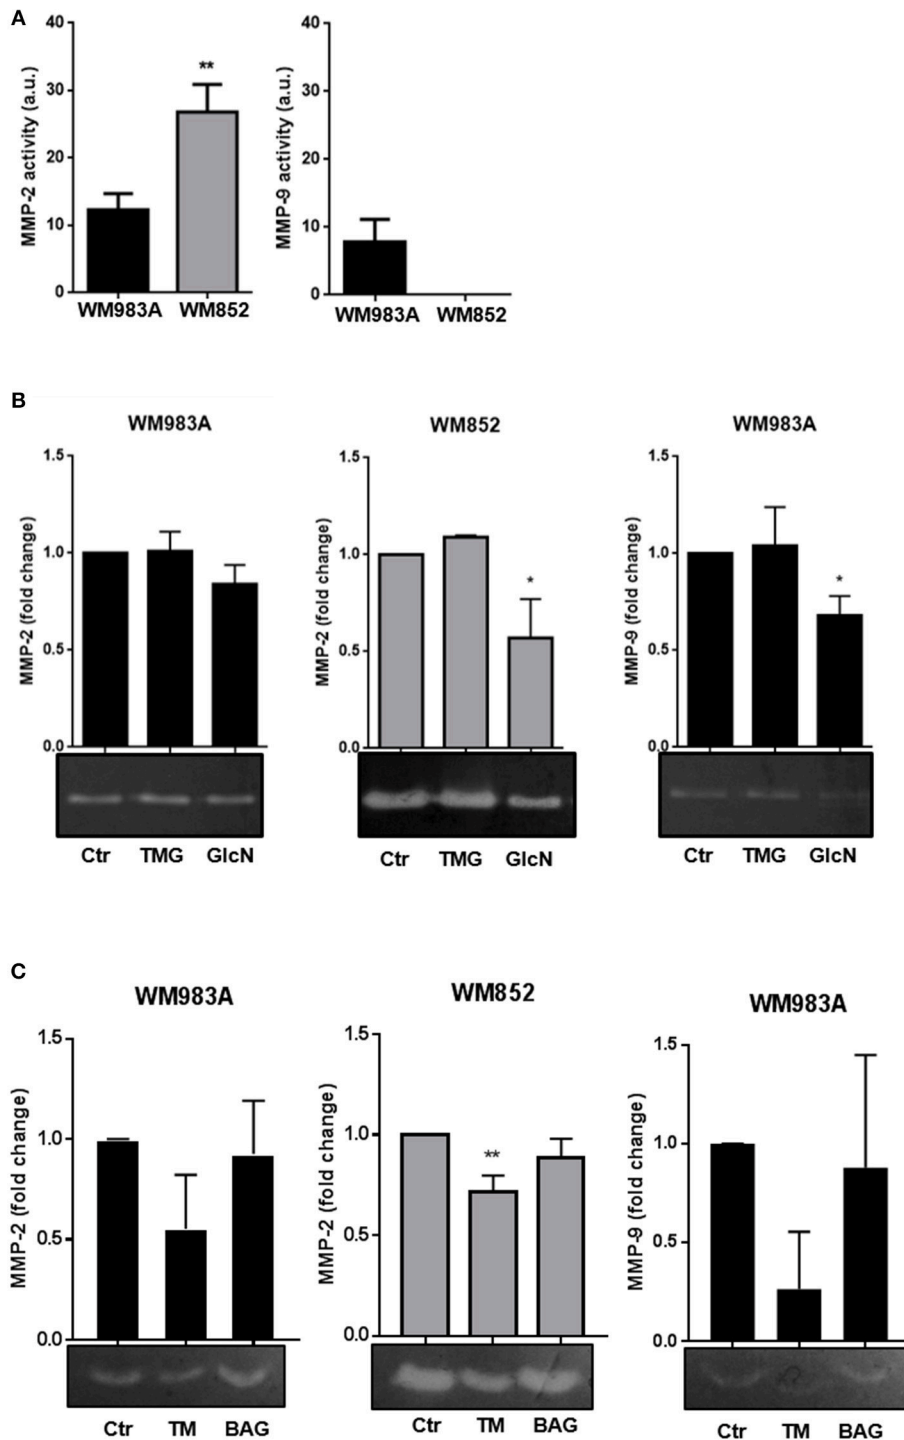 A
MMP-2 activity (a.u.)
40
30
20
10
0
**
WM983A WM852
MMP-9 activity (a.u.)
40
30
20
10
0
WM983A WM852
B
WM983A
MMP-2 (fold change)
1.5
1.0
0.5
0.0
Ctr TMG GlcN
WM852
MMP-2 (fold change)
1.5
1.0
0.5
0.0
*
Ctr TMG GlcN
WM983A
MMP-9 (fold change)
1.5
1.0
0.5
0.0
*
Ctr TMG GlcN
C
WM983A
MMP-2 (fold change)
1.5
1.0
0.5
0.0
Ctr TM BAG
WM852
MMP-2 (fold change)
1.5
1.0
0.5
0.0
**
Ctr TM BAG
WM983A
MMP-9 (fold change)
1.5
1.0
0.5
0.0
Ctr TM BAG